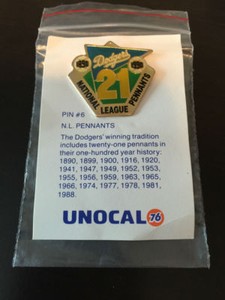 Dodgers
21
NATIONAL LEAGUE PENNANTS
PIN #6
N.L. PENNANTS
The Dodgers' winning tradition
includes twenty-one pennants in
their one-hundred year history:
1890, 1899, 1900, 1916, 1920,
1941, 1947, 1949, 1952, 1953,
1955, 1956, 1959, 1963, 1965,
1966, 1974, 1977, 1978, 1981,
1988.
UNOCAL 76